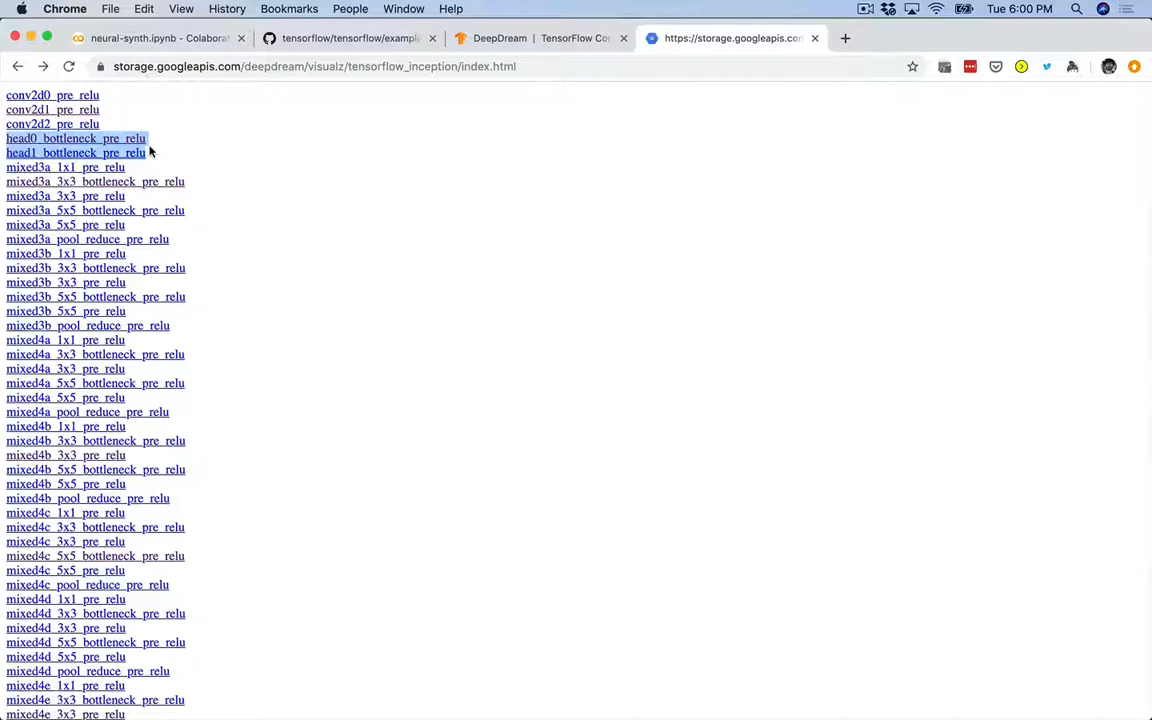 Chrome File Edit View History Bookmarks People Window Help Tue 6:00 PM
neural-synth.ipynb - Colaborat
tensorflow/tensorflow/example
DeepDream | TensorFlow Cor
https://storage.googleapis.com
storage.googleapis.com/deepdream/visualz/tensorflow_inception/index.html
conv2d0_pre_relu
conv2d1_pre_relu
conv2d2_pre_relu
head0_bottleneck_pre_relu
head1_bottleneck_pre_relu
mixed3a_1x1_pre_relu
mixed3a_3x3_bottleneck_pre_relu
mixed3a_3x3_pre_relu
mixed3a_5x5_bottleneck_pre_relu
mixed3a_5x5_pre_relu
mixed3a_pool_reduce_pre_relu
mixed3b_1x1_pre_relu
mixed3b_3x3_bottleneck_pre_relu
mixed3b_3x3_pre_relu
mixed3b_5x5_bottleneck_pre_relu
mixed3b_5x5_pre_relu
mixed3b_pool_reduce_pre_relu
mixed4a_1x1_pre_relu
mixed4a_3x3_bottleneck_pre_relu
mixed4a_3x3_pre_relu
mixed4a_5x5_bottleneck_pre_relu
mixed4a_5x5_pre_relu
mixed4a_pool_reduce_pre_relu
mixed4b_1x1_pre_relu
mixed4b_3x3_bottleneck_pre_relu
mixed4b_3x3_pre_relu
mixed4b_5x5_bottleneck_pre_relu
mixed4b_5x5_pre_relu
mixed4b_pool_reduce_pre_relu
mixed4c_1x1_pre_relu
mixed4c_3x3_bottleneck_pre_relu
mixed4c_3x3_pre_relu
mixed4c_5x5_bottleneck_pre_relu
mixed4c_5x5_pre_relu
mixed4c_pool_reduce_pre_relu
mixed4d_1x1_pre_relu
mixed4d_3x3_bottleneck_pre_relu
mixed4d_3x3_pre_relu
mixed4d_5x5_bottleneck_pre_relu
mixed4d_5x5_pre_relu
mixed4d_pool_reduce_pre_relu
mixed4e_1x1_pre_relu
mixed4e_3x3_bottleneck_pre_relu
mixed4e_3x3_pre_relu